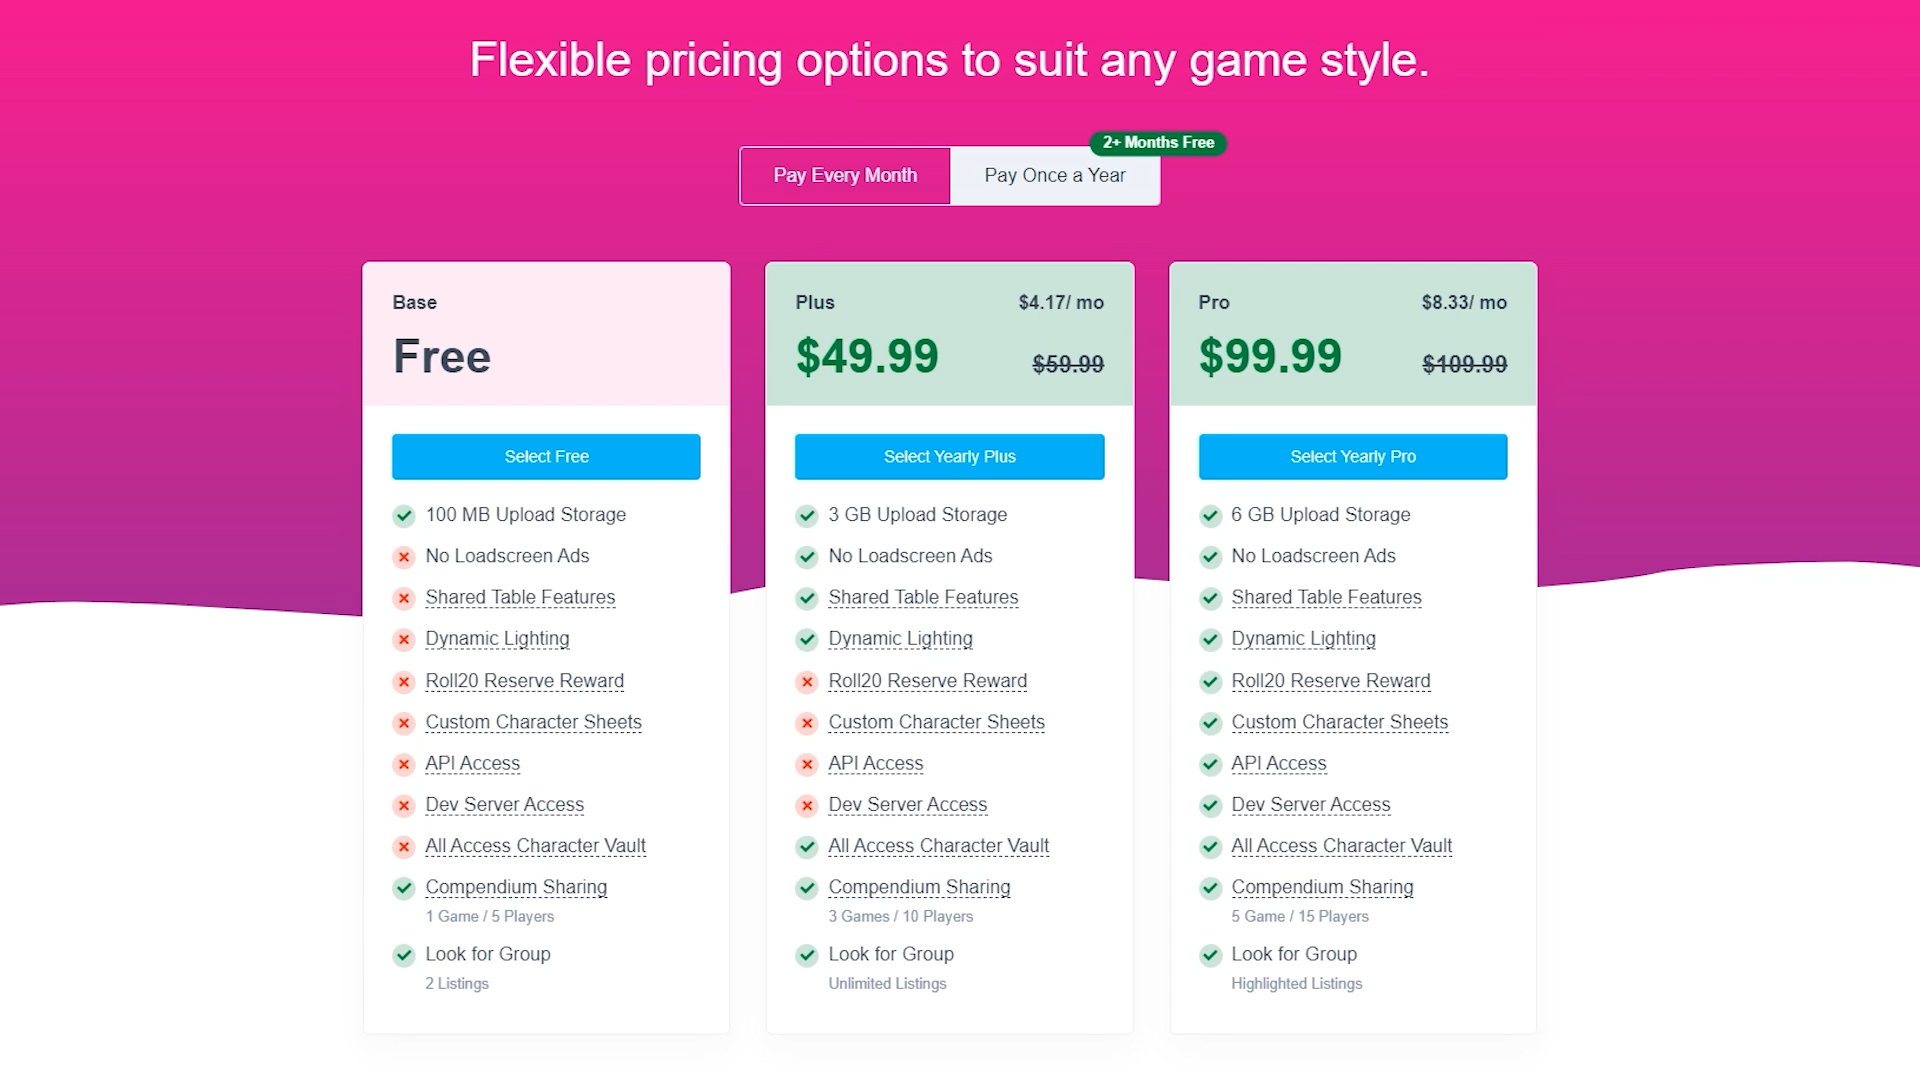 Flexible pricing options to suit any game style.
2+ Months Free
Pay Every Month
Pay Once a Year
Base
Free
Select Free
100 MB Upload Storage
No Loadscreen Ads
Shared Table Features
Dynamic Lighting
Roll20 Reserve Reward
Custom Character Sheets
API Access
Dev Server Access
All Access Character Vault
Compendium Sharing
1 Game / 5 Players
Look for Group
2 Listings
Plus
$4.17/ mo
$49.99
$59.99
Select Yearly Plus
3 GB Upload Storage
No Loadscreen Ads
Shared Table Features
Dynamic Lighting
Roll20 Reserve Reward
Custom Character Sheets
API Access
Dev Server Access
All Access Character Vault
Compendium Sharing
3 Games / 10 Players
Look for Group
Unlimited Listings
Pro
$8.33/ mo
$99.99
$109.99
Select Yearly Pro
6 GB Upload Storage
No Loadscreen Ads
Shared Table Features
Dynamic Lighting
Roll20 Reserve Reward
Custom Character Sheets
API Access
Dev Server Access
All Access Character Vault
Compendium Sharing
5 Game / 15 Players
Look for Group
Highlighted Listings